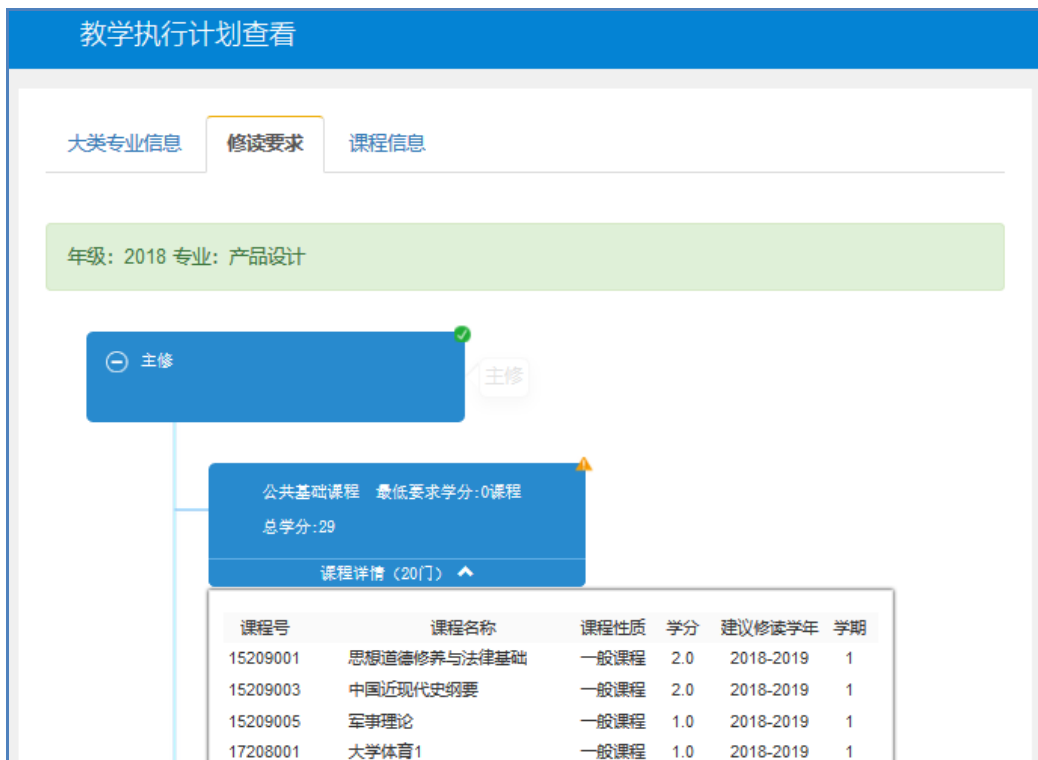 教学执行计划查看
大类专业信息 修读要求 课程信息
年级：2018 专业：产品设计
主修
主修
公共基础课程 最低要求学分:0课程
总学分:29
课程详情（20门）
课程号 课程名称 课程性质 学分 建议修读学年 学期
15209001 思想道德修养与法律基础 一般课程 2.0 2018-2019 1
15209003 中国近现代史纲要 一般课程 2.0 2018-2019 1
15209005 军事理论 一般课程 1.0 2018-2019 1
17208001 大学体育1 一般课程 1.0 2018-2019 1